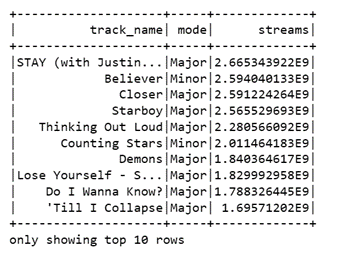 +--------------------+-----+-------------+
|          track_name| mode|      streams|
+--------------------+-----+-------------+
|STAY (with Justin...|Major|2.665343922E9|
|            Believer|Minor|2.594040133E9|
|              Closer|Major|2.591224264E9|
|             Starboy|Major|2.565529693E9|
|   Thinking Out Loud|Major|2.280566092E9|
|      Counting Stars|Minor|2.011464183E9|
|              Demons|Major|1.840364617E9|
|Lose Yourself - S...|Major|1.829992958E9|
|    Do I Wanna Know?|Major|1.788326445E9|
|    'Till I Collapse|Major| 1.69571202E9|
+--------------------+-----+-------------+
only showing top 10 rows